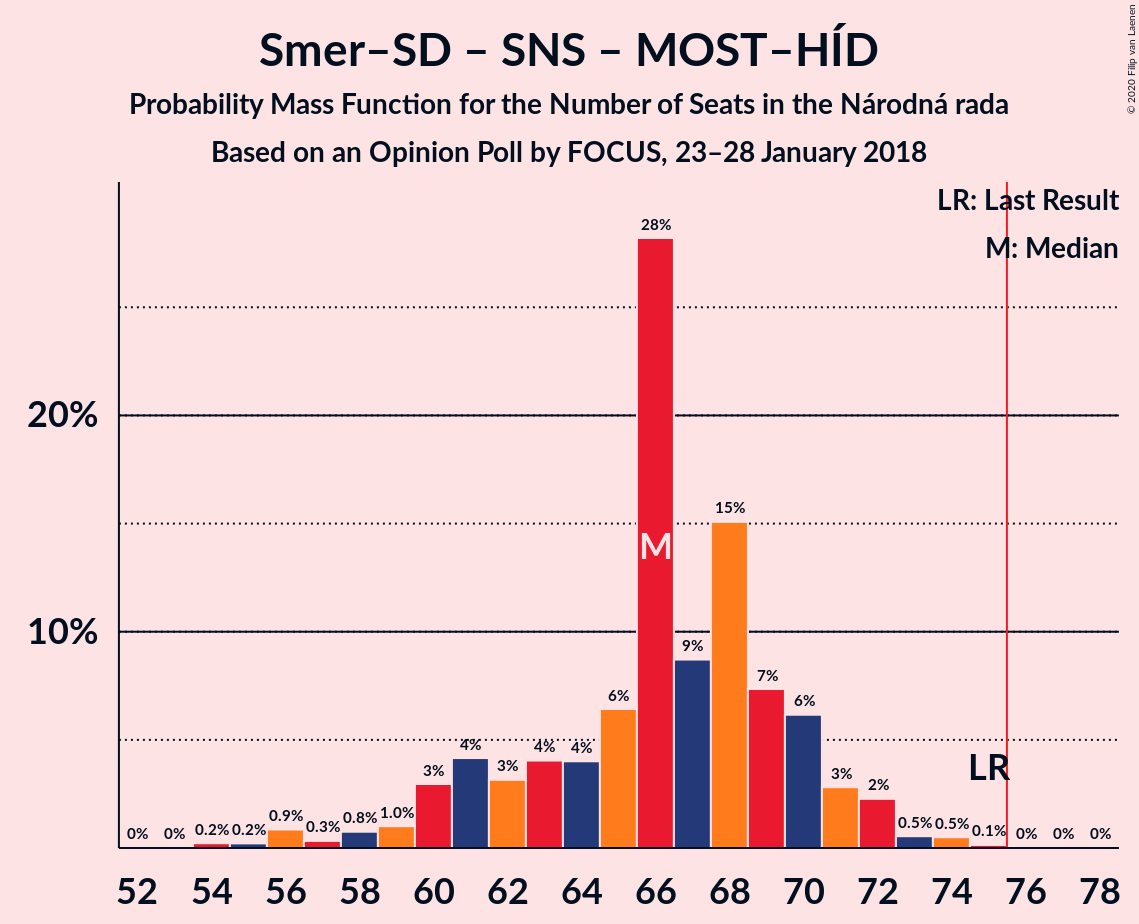 Smer–SD – SNS – MOST–HÍD
Probability Mass Function for the Number of Seats in the Národná rada
Based on an Opinion Poll by FOCUS, 23–28 January 2018
© 2020 Filip van Laenen
LR: Last Result
M: Median
20%
10%
0% 0% 0.2% 0.2% 0.9% 0.3% 0.8% 1.0% 3% 4% 3% 4% 4% 6% 28% 9% 15% 7% 6% 3% 2% 0.5% 0.5% 0.1% 0% 0% 0%
M
LR
52 54 56 58 60 62 64 66 68 70 72 74 76 78